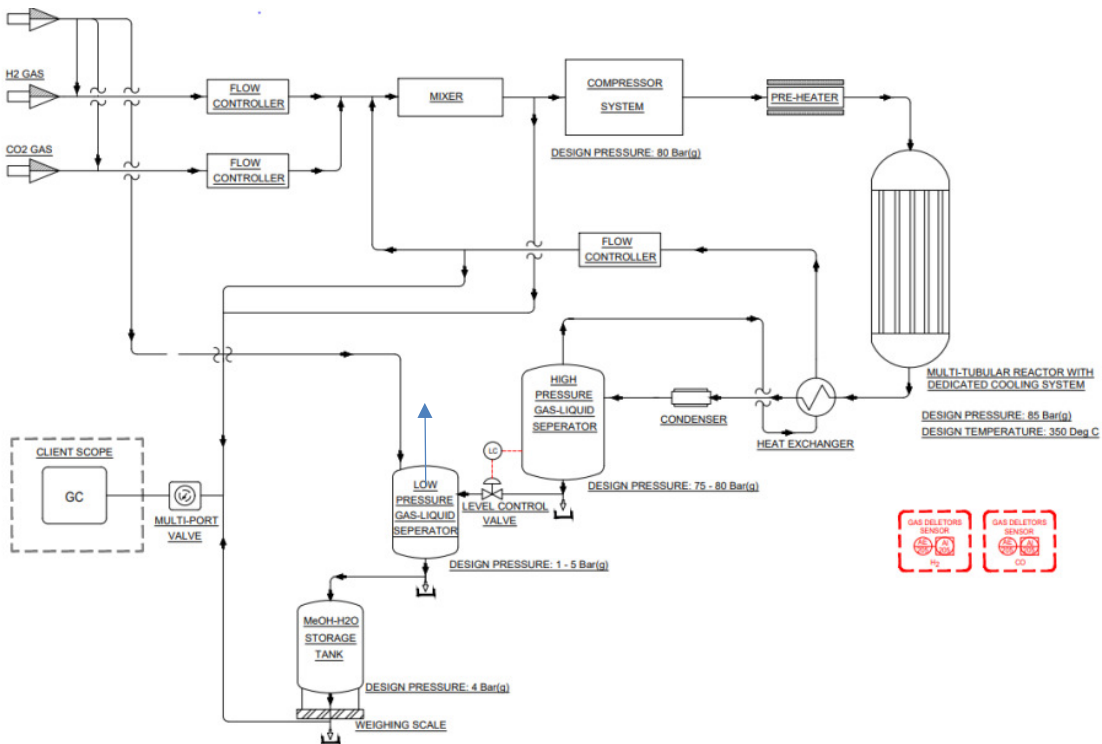 H2 GAS
FLOW
CONTROLLER
MIXER
COMPRESSOR
SYSTEM
PRE-HEATER
DESIGN PRESSURE: 80 Bar(g)
CO2 GAS
FLOW
CONTROLLER
FLOW
CONTROLLER
MULTI-TUBULAR REACTOR WITH
DEDICATED COOLING SYSTEM
DESIGN PRESSURE: 85 Bar(g)
DESIGN TEMPERATURE: 350 Deg C
HIGH
PRESSURE
GAS-LIQUID
SEPERATOR
CONDENSER
HEAT EXCHANGER
DESIGN PRESSURE: 75 - 80 Bar(g)
LC
LEVEL CONTROL
VALVE
LOW
PRESSURE
GAS-LIQUID
SEPERATOR
DESIGN PRESSURE: 1 - 5 Bar(g)
CLIENT SCOPE
GC
MULTI-PORT
VALVE
MeOH-H2O
STORAGE
TANK
DESIGN PRESSURE: 4 Bar(g)
WEIGHING SCALE
GAS DELETORS
SENSOR
H2
GAS DELETORS
SENSOR
CO